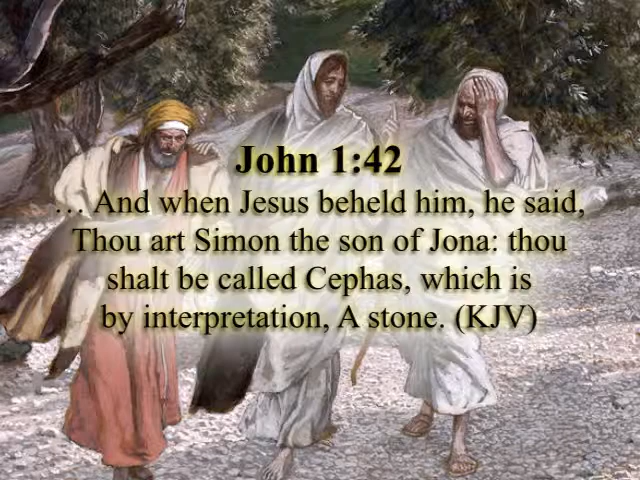 John 1:42
… And when Jesus beheld him, he said,
Thou art Simon the son of Jona: thou
shalt be called Cephas, which is
by interpretation, A stone. (KJV)